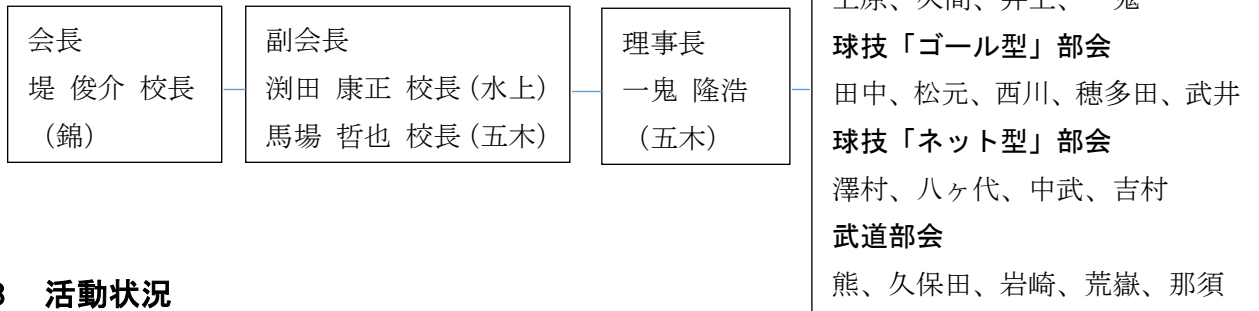 会長
堤 俊介 校長
(錦)
副会長
渕田 康正 校長(水上)
馬場 哲也 校長(五木)
理事長
一鬼 隆浩
(五木)
球技「ゴール型」部会
田中、松元、西川、穂多田、武井
球技「ネット型」部会
澤村、八ヶ代、中武、吉村
武道部会
熊、久保田、岩崎、荒嶽、那須
3 活動状況